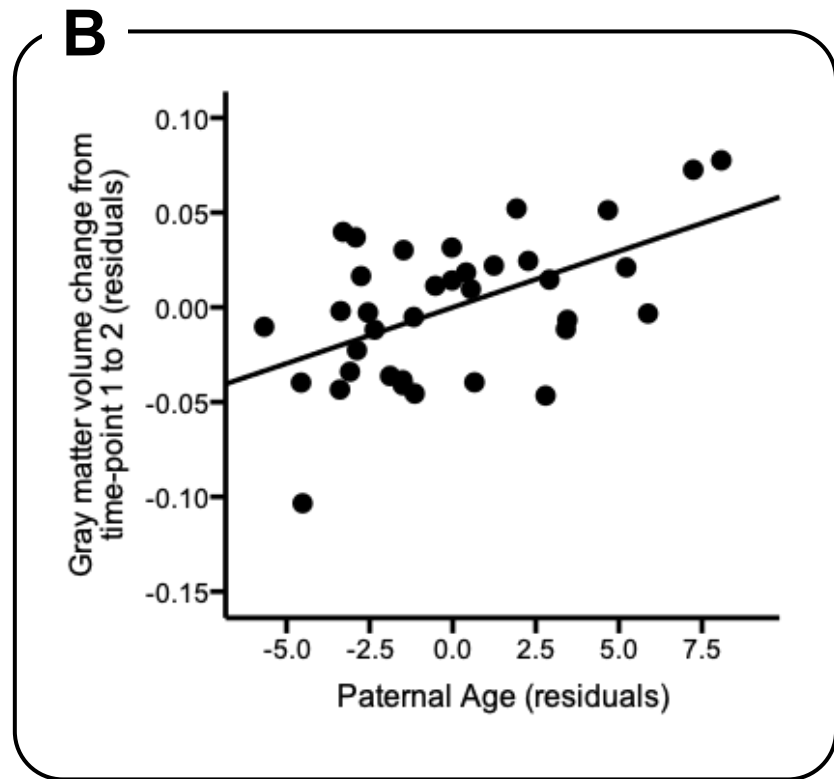 B
Gray matter volume change from
time-point 1 to 2 (residuals)
0.10
0.05
0.00
-0.05
-0.10
-0.15
-5.0 -2.5 0.0 2.5 5.0 7.5
Paternal Age (residuals)